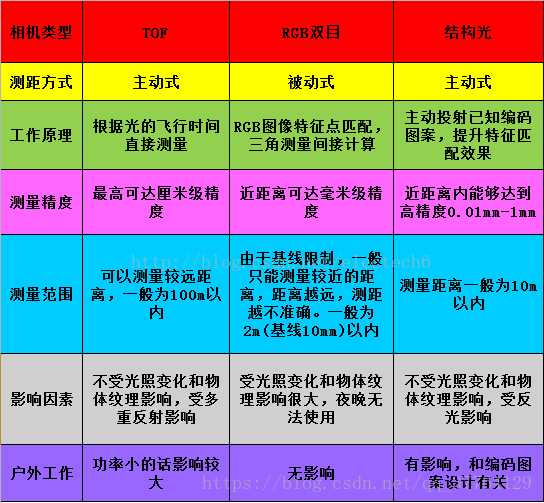 相机类型
TOF
RGB双目
结构光
测距方式
主动式
被动式
主动式
工作原理
根据光的飞行时间
直接测量
RGB图像特征点匹配，
三角测量间接计算
主动投射已知编码
图案，提升特征匹
配效果
测量精度
最高可达厘米级精
度
近距离可达毫米级精
度
近距离内能够达到
高精度0.01mm-1mm
测量范围
可以测量较远距
离，一般为100m以
内
由于基线限制，一般
只能测量较近的距
离，距离越远，测距
越不准确。一般为
2m(基线10mm)以内
测量距离一般为10m
以内
影响因素
不受光照变化和物
体纹理影响，受多
重反射影响
受光照变化和物体纹
理影响很大，夜晚无
法使用
不受光照变化和物
体纹理影响，受反
光影响
户外工作
功率小的话影响较
大
无影响
有影响，和编码图
案设计有关